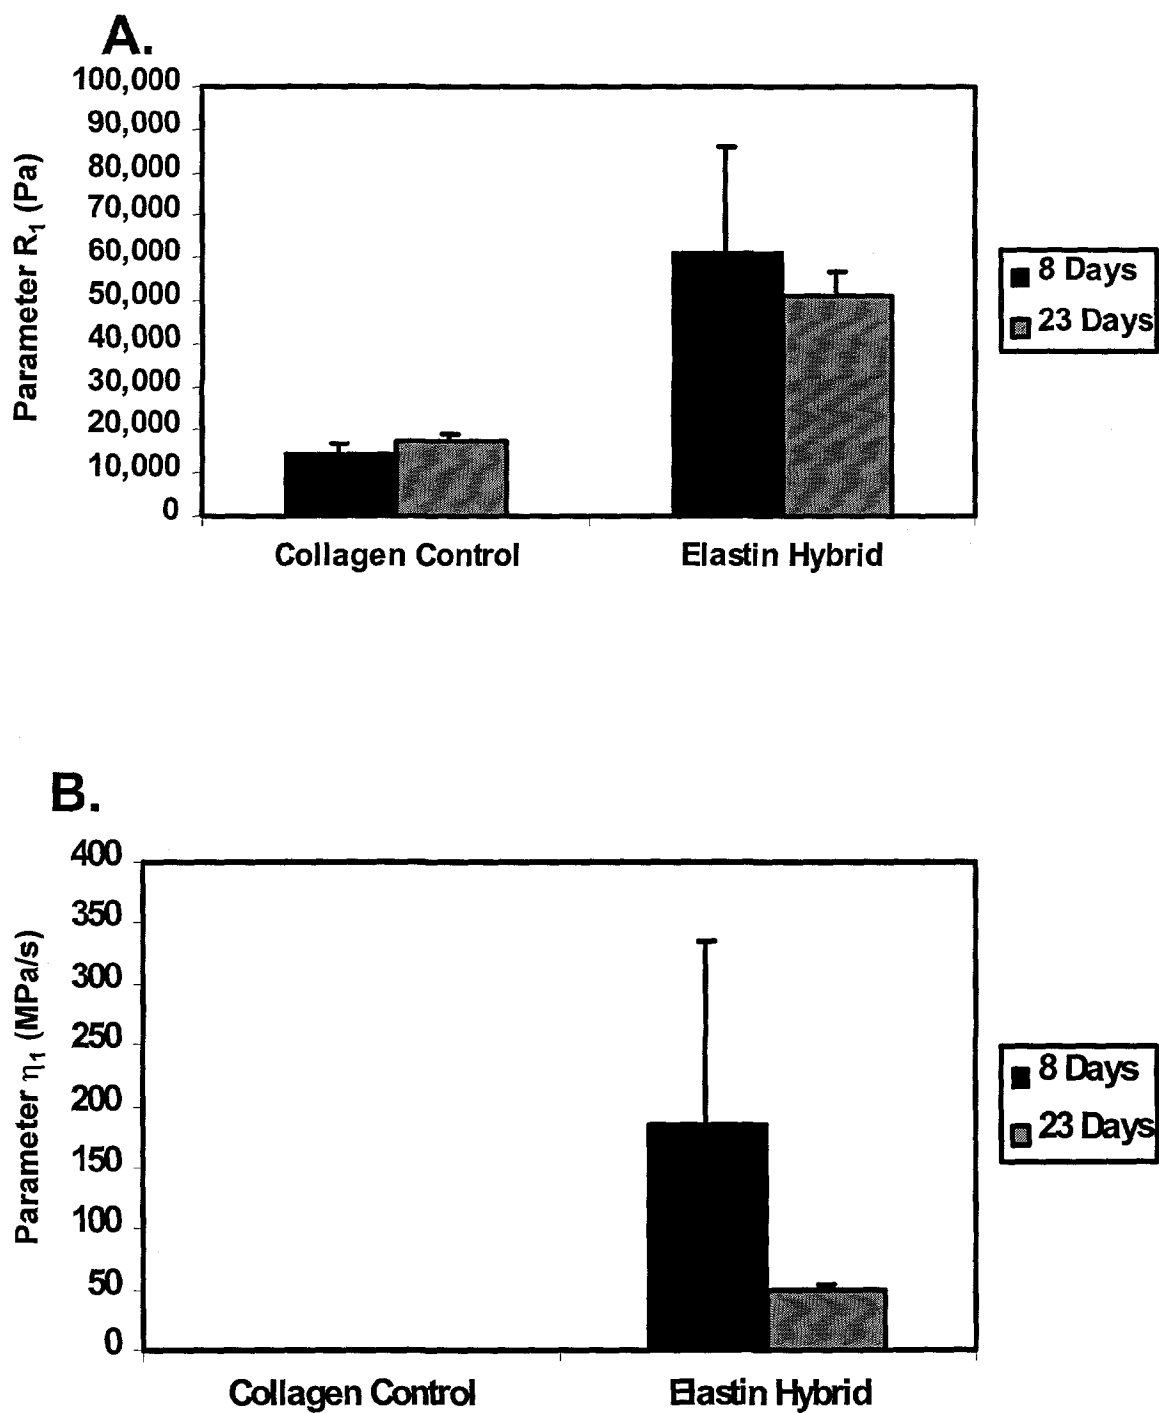 A.
100,000
90,000
80,000
70,000
60,000
50,000
40,000
30,000
20,000
10,000
0
Parameter R₁ (Pa)
Collagen Control Elastin Hybrid
8 Days
23 Days
B.
400
350
300
250
200
150
100
50
0
Parameter η₁ (MPa/s)
Collagen Control Elastin Hybrid
8 Days
23 Days